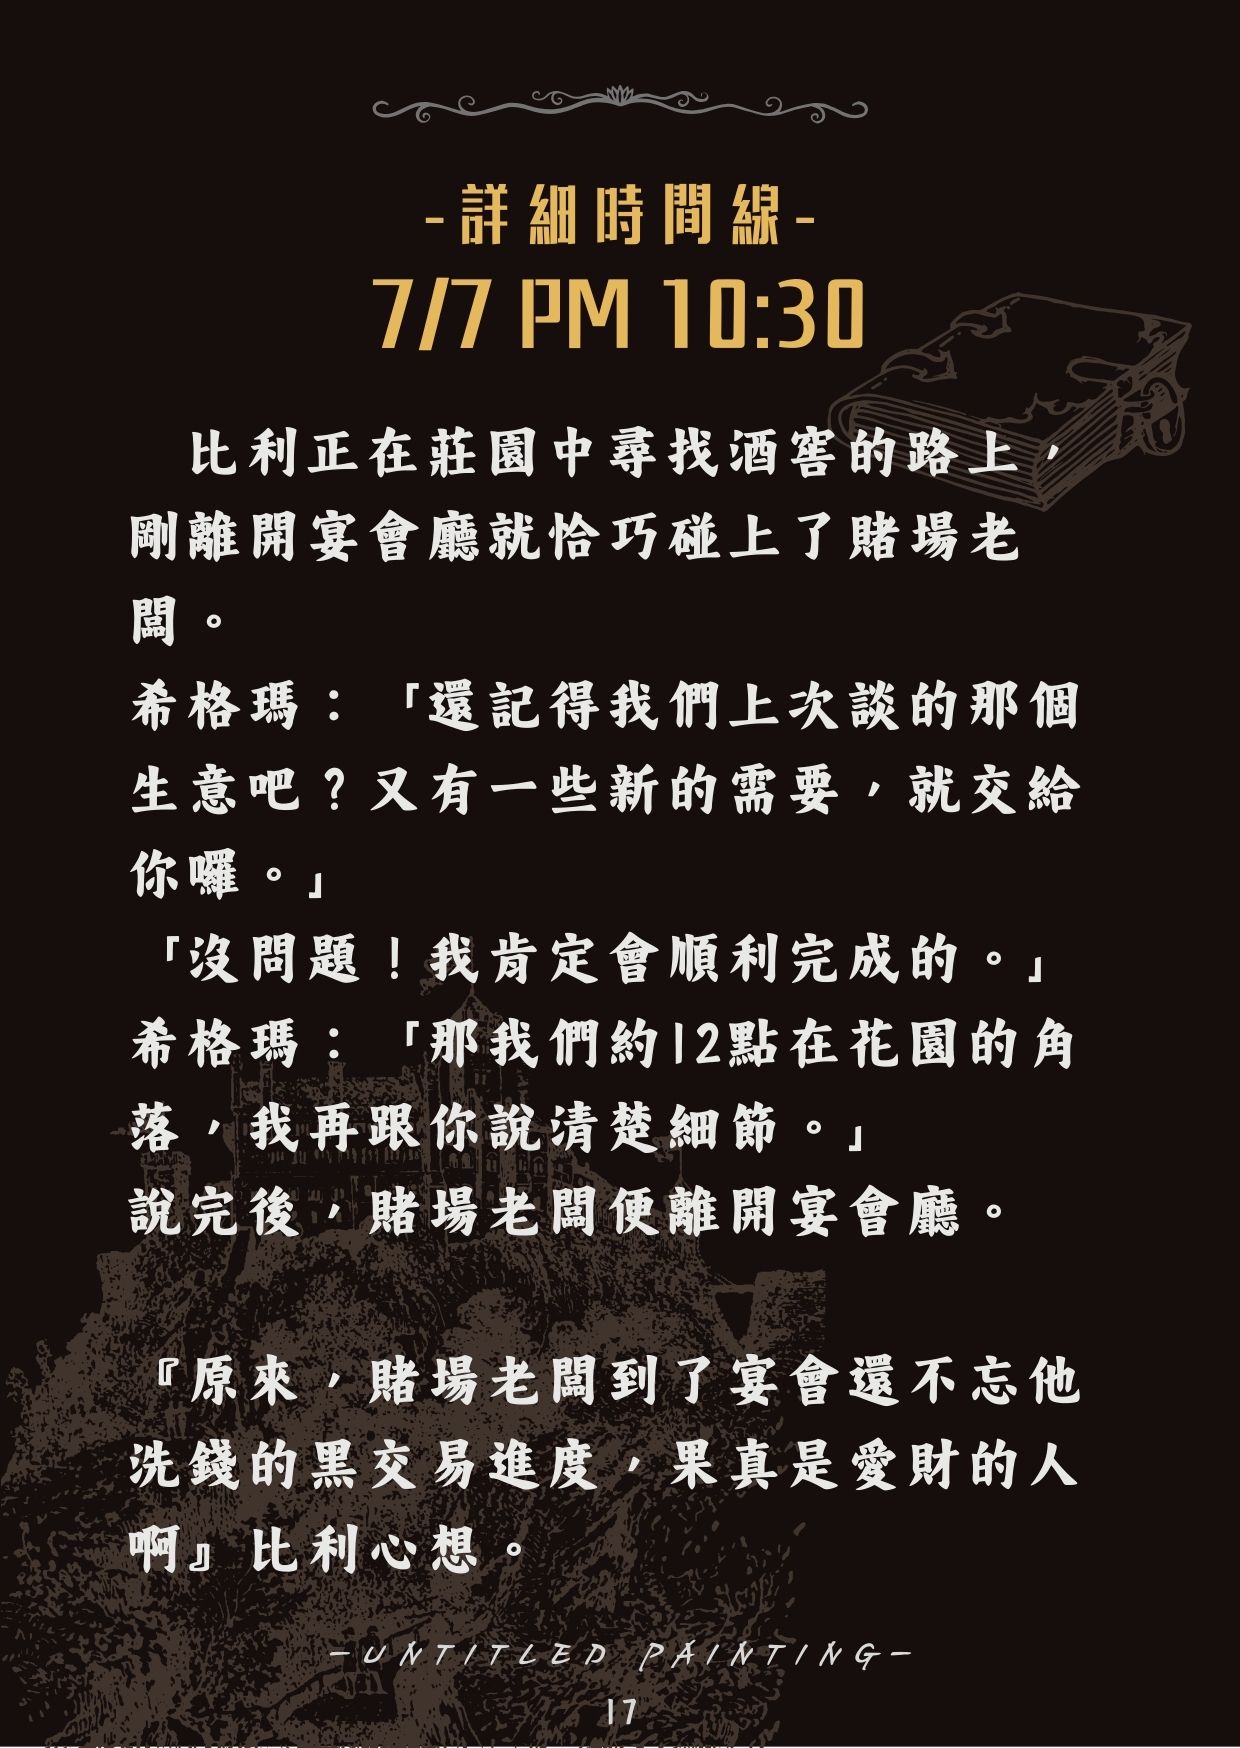 -詳細時間線-
7/7 PM 10:30
比利正在莊園中尋找酒窖的路上，
剛離開宴會廳就恰巧碰上了賭場老
闆。
希格瑪：「還記得我們上次談的那個
生意吧？又有一些新的需要，就交給
你囉。」
「沒問題！我肯定會順利完成的。」
希格瑪：「那我們約12點在花園的角
落，我再跟你說清楚細節。」
說完後，賭場老闆便離開宴會廳。
『原來，賭場老闆到了宴會還不忘他
洗錢的黑交易進度，果真是愛財的人
啊』比利心想。
-UNTITLED PAINTING-
17